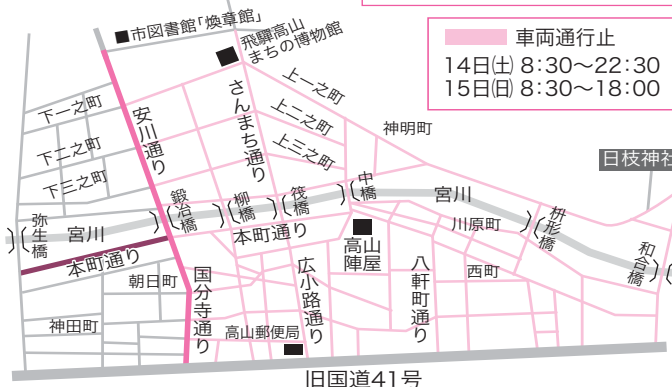 市図書館「煥章館」
飛騨高山
まちの博物館
車両通行止
14日(土) 8:30〜22:30
15日(日) 8:30〜18:00
下一之町
下二之町
下三之町
安川通り
さんまち通り
上一之町
上二之町
上三之町
神明町
日枝神社
弥生橋
宮川
鍛冶橋
柳橋
筏橋
中橋
宮川
枡形橋
和合橋
本町通り
本町通り
川原町
高山
陣屋
朝日町
国分寺通り
広小路通り
八軒町通り
西町
神田町
高山郵便局
旧国道41号